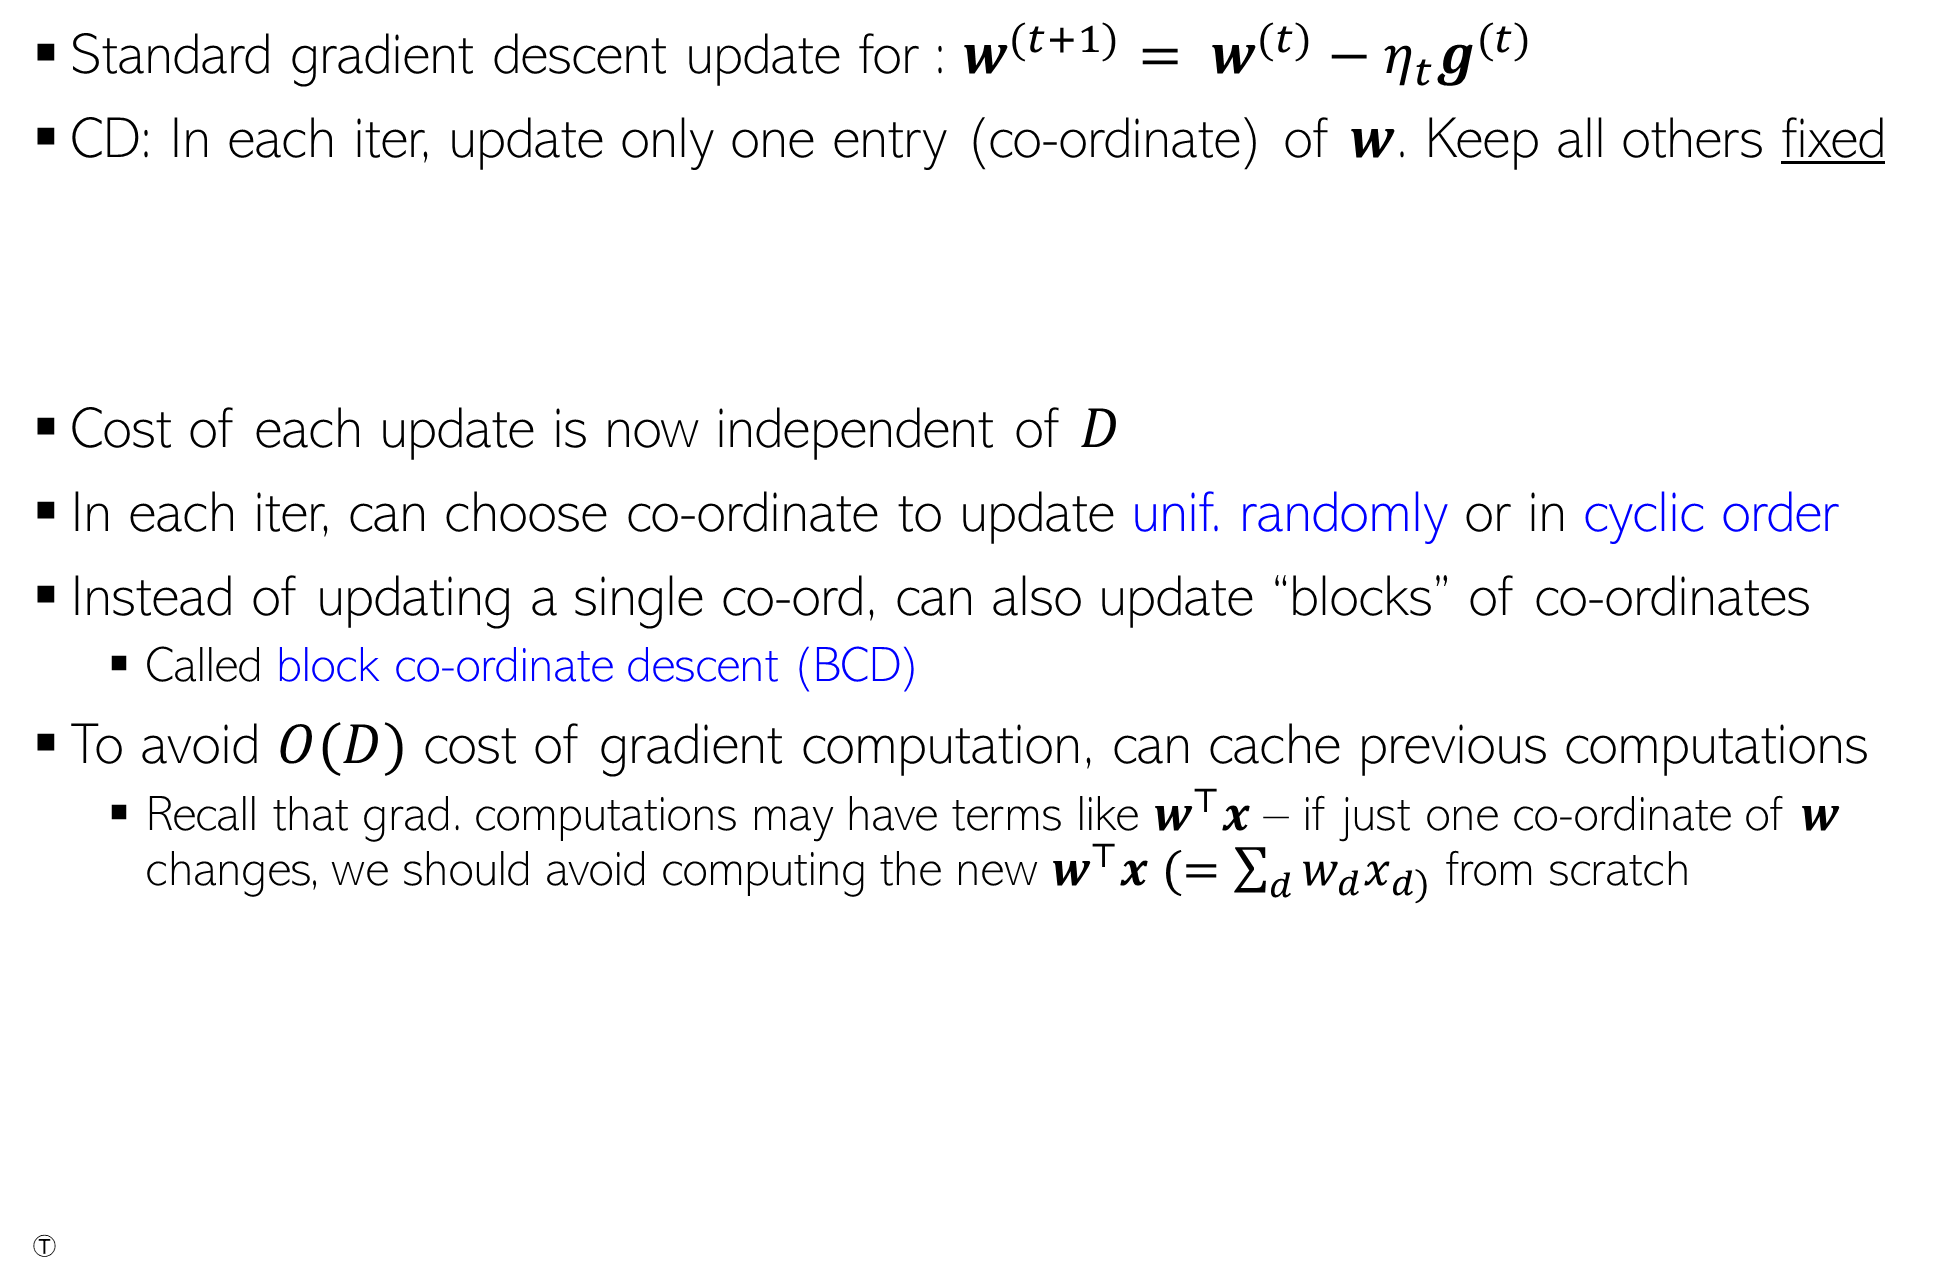 ▪ Standard gradient descent update for : 𝒘^(t+1) = 𝒘^(t) − η_t 𝒈^(t)
▪ CD: In each iter, update only one entry (co-ordinate) of 𝒘. Keep all others fixed
▪ Cost of each update is now independent of D
▪ In each iter, can choose co-ordinate to update unif. randomly or in cyclic order
▪ Instead of updating a single co-ord, can also update “blocks” of co-ordinates
▪ Called block co-ordinate descent (BCD)
▪ To avoid O(D) cost of gradient computation, can cache previous computations
▪ Recall that grad. computations may have terms like 𝒘^⊤𝒙 – if just one co-ordinate of 𝒘
changes, we should avoid computing the new 𝒘^⊤𝒙 (= ∑_d w_d x_d) from scratch
Ⓣ